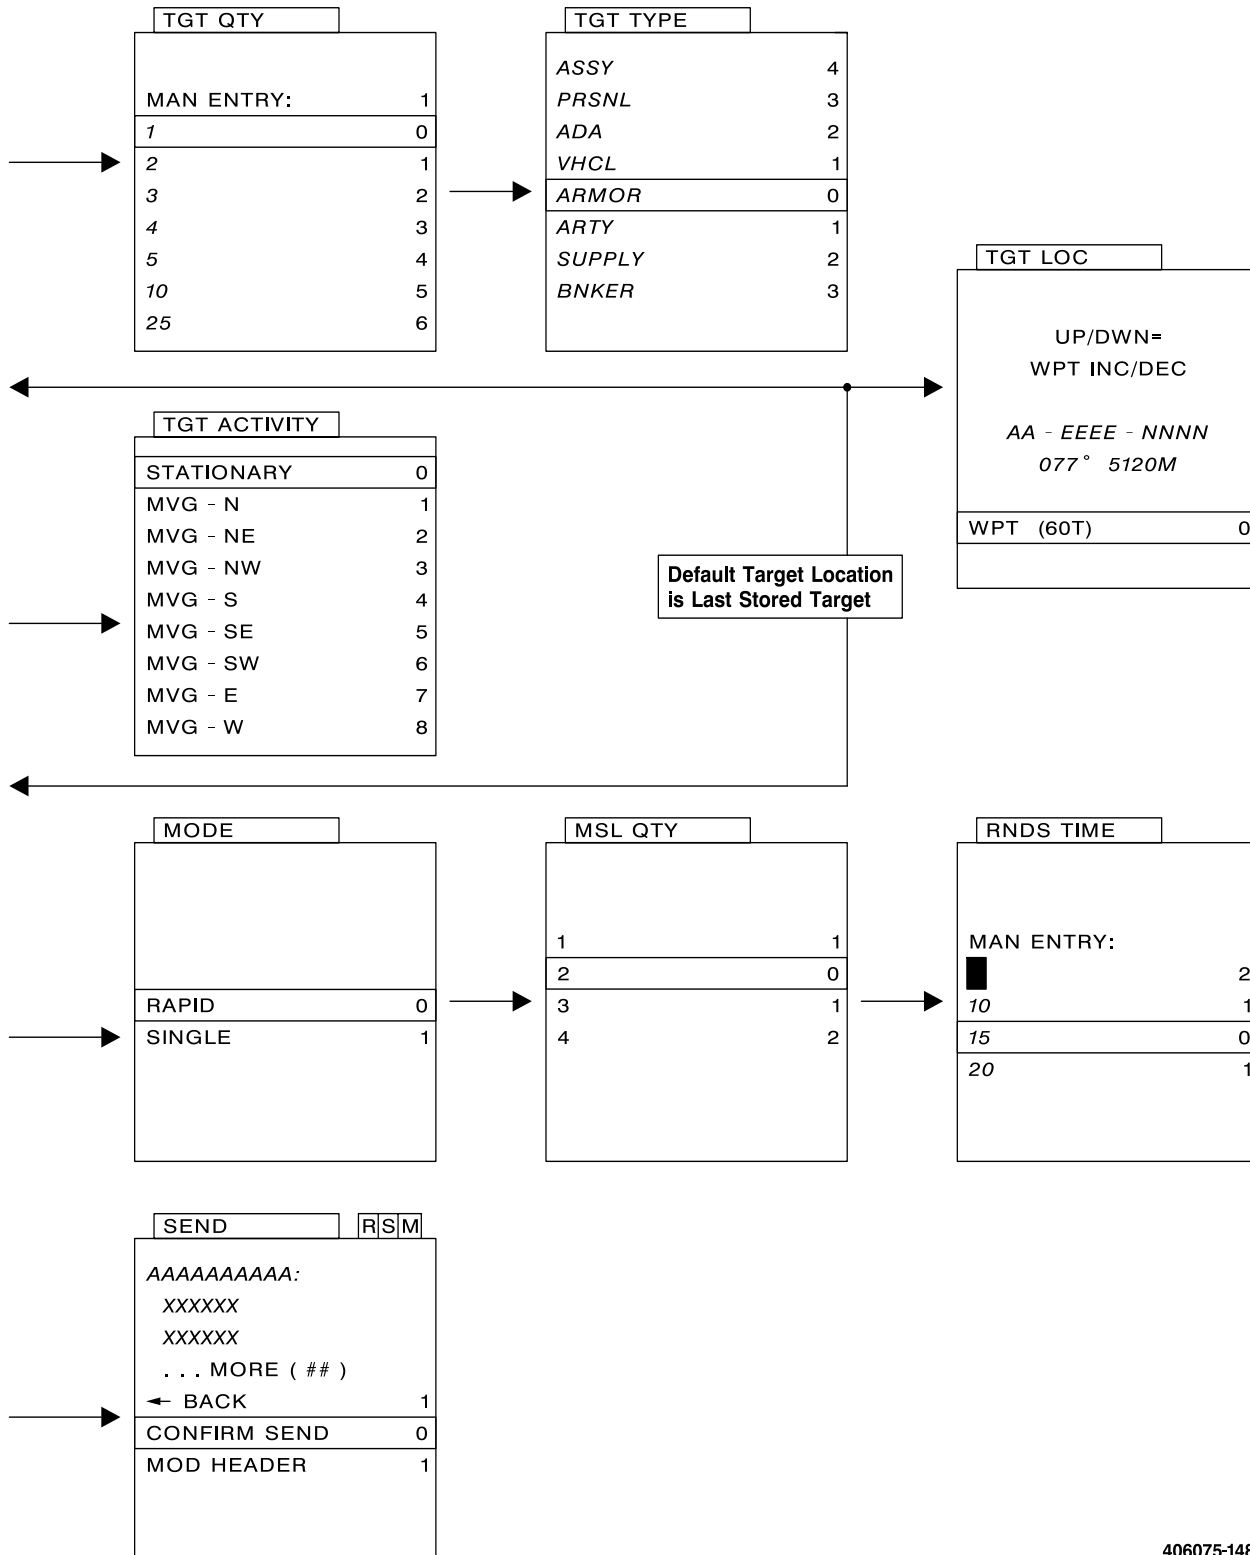 TGT QTY
MAN ENTRY: 1
1 0
2 1
3 2
4 3
5 4
10 5
25 6
TGT TYPE
ASSY 4
PRSNL 3
ADA 2
VHCL 1
ARMOR 0
ARTY 1
SUPPLY 2
BNKER 3
TGT LOC
UP/DWN=
WPT INC/DEC
AA - EEEE - NNNN
077° 5120M
WPT (60T) 0
TGT ACTIVITY
STATIONARY 0
MVG - N 1
MVG - NE 2
MVG - NW 3
MVG - S 4
MVG - SE 5
MVG - SW 6
MVG - E 7
MVG - W 8
Default Target Location
is Last Stored Target
MODE
RAPID 0
SINGLE 1
MSL QTY
1 1
2 0
3 1
4 2
RNDS TIME
MAN ENTRY:
2
10 1
15 0
20 1
SEND R S M
AAAAAAAAAA:
XXXXXX
XXXXXX
. . . MORE ( ## )
← BACK 1
CONFIRM SEND 0
MOD HEADER 1
406075-148